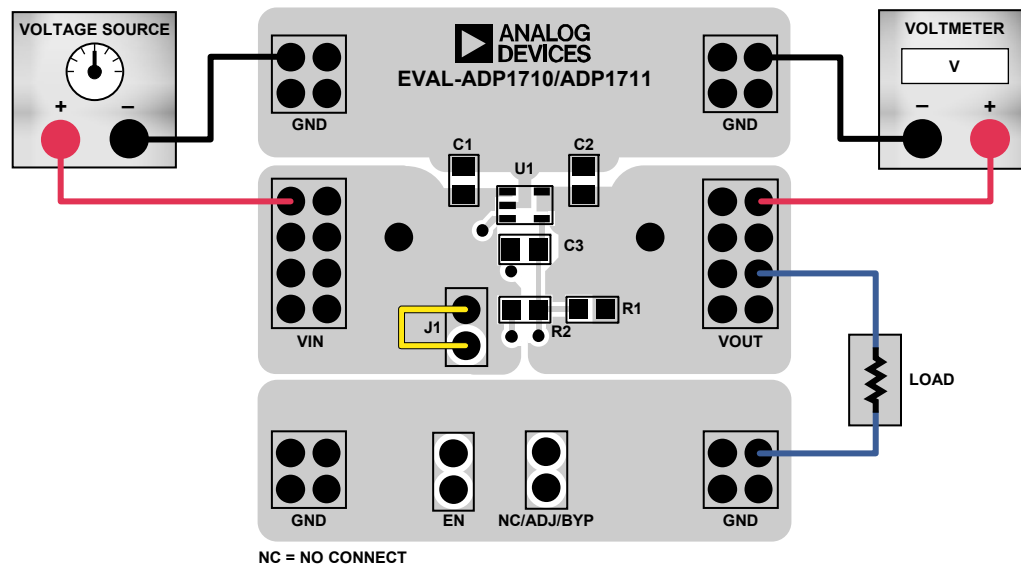 VOLTAGE SOURCE
+
–
ANALOG
DEVICES
EVAL-ADP1710/ADP1711
VOLTMETER
V
–
+
GND
GND
C1
C2
U1
C3
J1
R2
R1
VIN
VOUT
LOAD
GND
EN
NC/ADJ/BYP
GND
NC = NO CONNECT